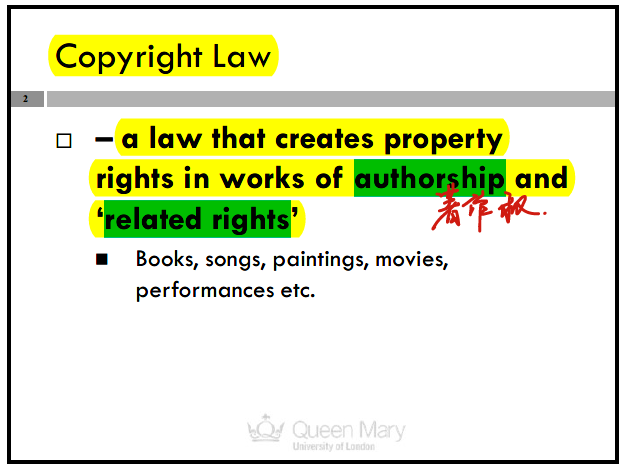 Copyright Law
2
– a law that creates property
rights in works of authorship and
‘related rights’
著作权.
Books, songs, paintings, movies,
performances etc.
Queen Mary
University of London